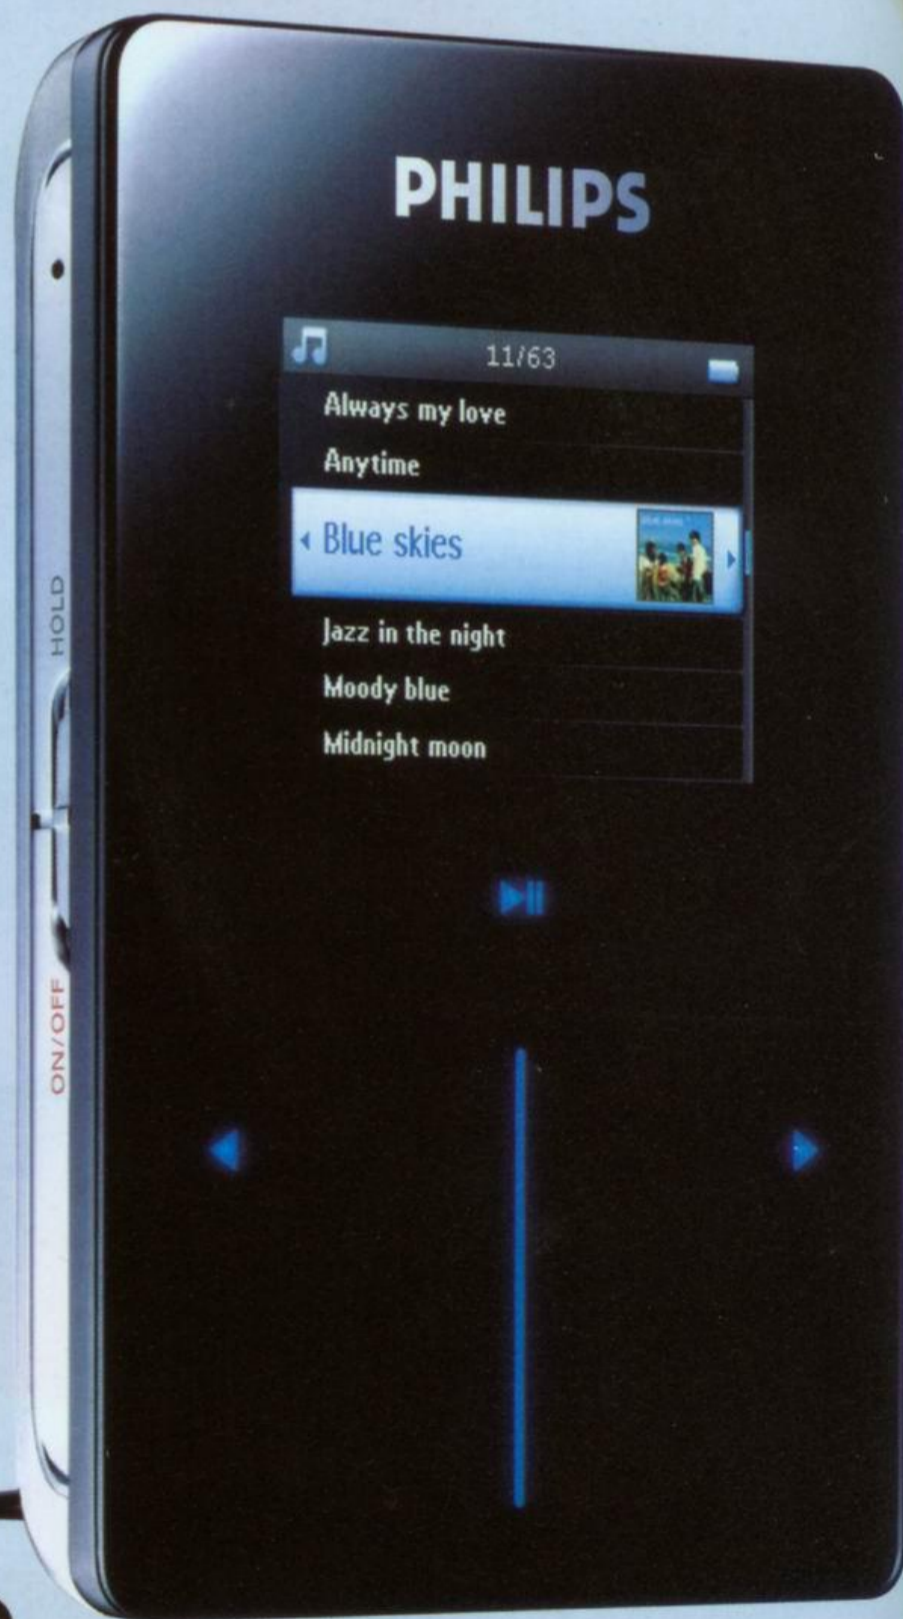 PHILIPS
11/63
Always my love
Anytime
Blue skies
Jazz in the night
Moody blue
Midnight moon
HOLD
ON/OFF